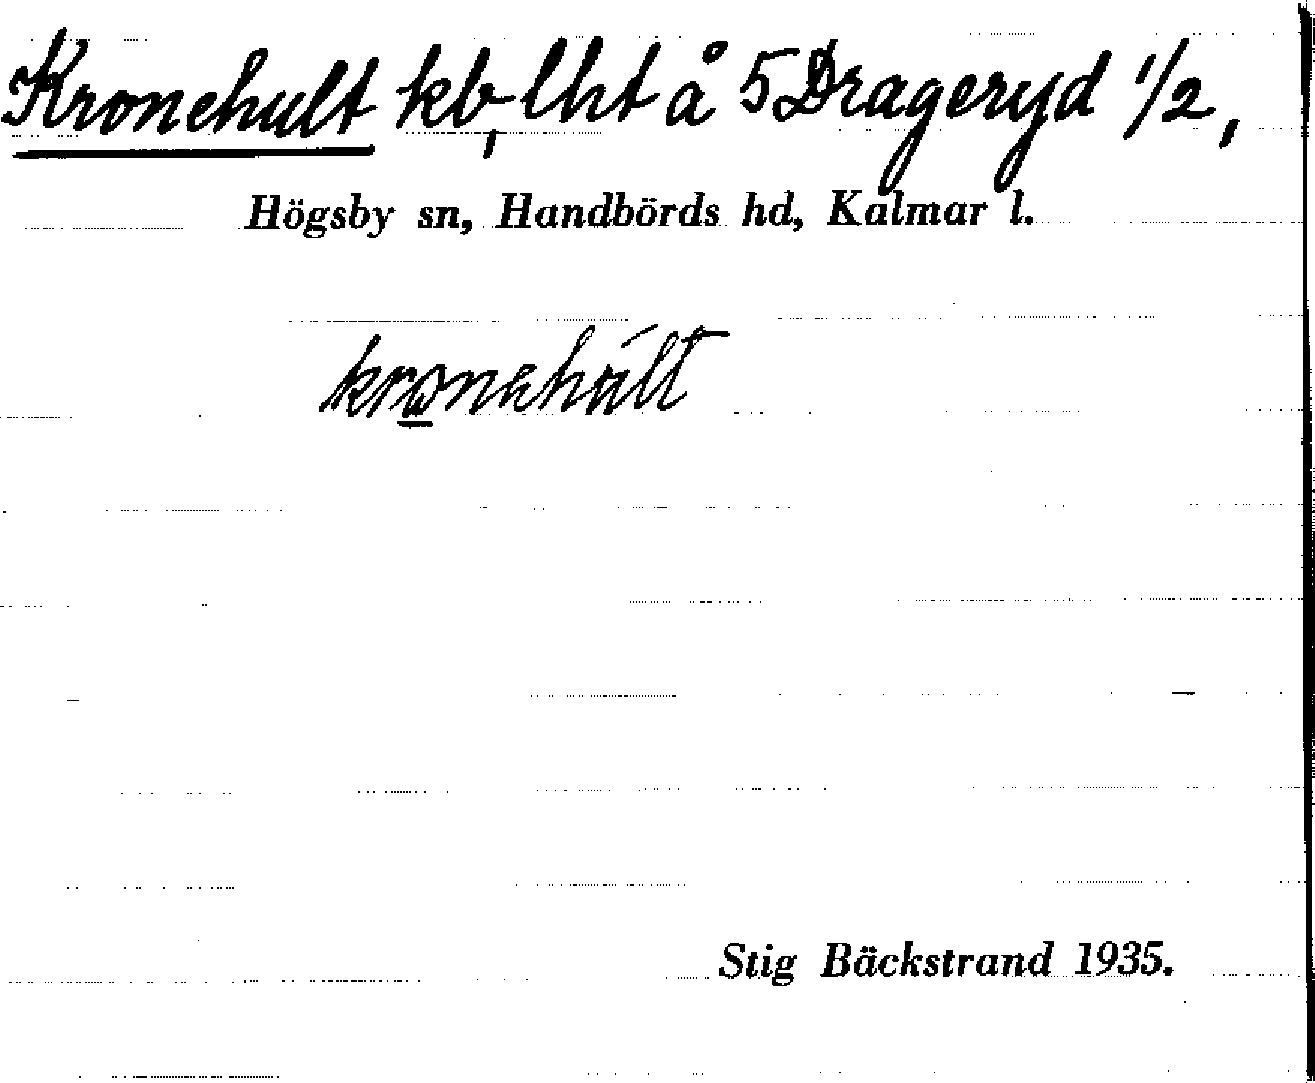 Kronehult kb, lht å 5 Drageryd 1/2,
Högsby sn, Handbörds hd, Kalmar l.
kronehult
Stig Bäckstrand 1935.